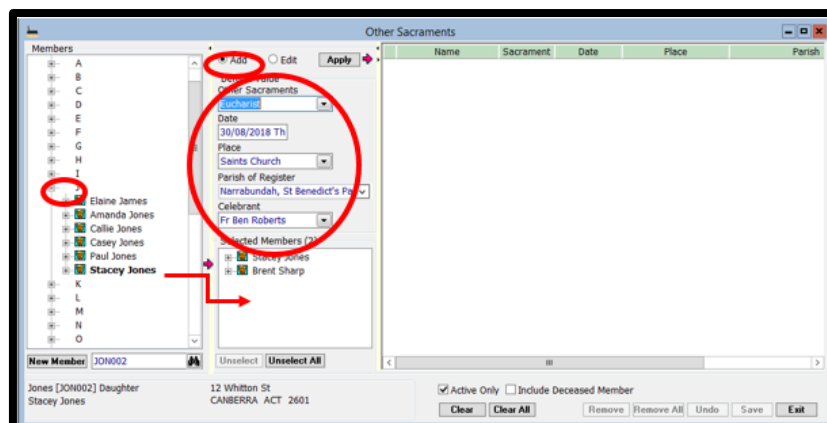 Other Sacraments
Members
A
B
C
D
E
F
G
H
I
J
Elaine James
Amanda Jones
Callie Jones
Casey Jones
Paul Jones
Stacey Jones
K
L
M
N
O
New Member JON002
Add Edit Apply
Default Value
Other Sacraments
Eucharist
Date
30/08/2018 Th
Place
Saints Church
Parish of Register
Narrabundah, St Benedict's Pa
Celebrant
Fr Ben Roberts
Selected Members (2)
Stacey Jones
Brent Sharp
Unselect Unselect All
Name Sacrament Date Place Parish
Jones [JON002] Daughter
Stacey Jones
12 Whitton St
CANBERRA ACT 2601
Active Only Include Deceased Member
Clear Clear All Remove Remove All Undo Save Exit